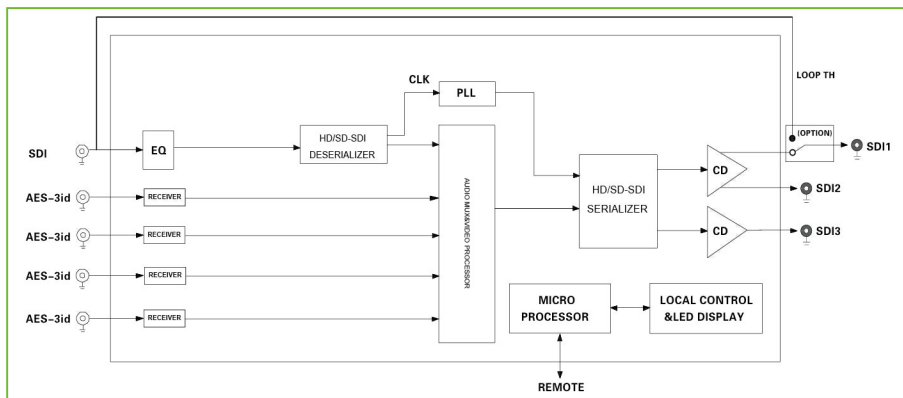 LOOP TH
CLK
PLL
(OPTION)
SDI
EQ
HD/SD-SDI
DESERIALIZER
SDI1
CD
AUDIO MUX&VIDEO PROCESSOR
HD/SD-SDI
SERIALIZER
SDI2
AES-3id
RECEIVER
AES-3id
RECEIVER
CD
SDI3
AES-3id
RECEIVER
MICRO
PROCESSOR
LOCAL CONTROL
&LED DISPLAY
AES-3id
RECEIVER
REMOTE